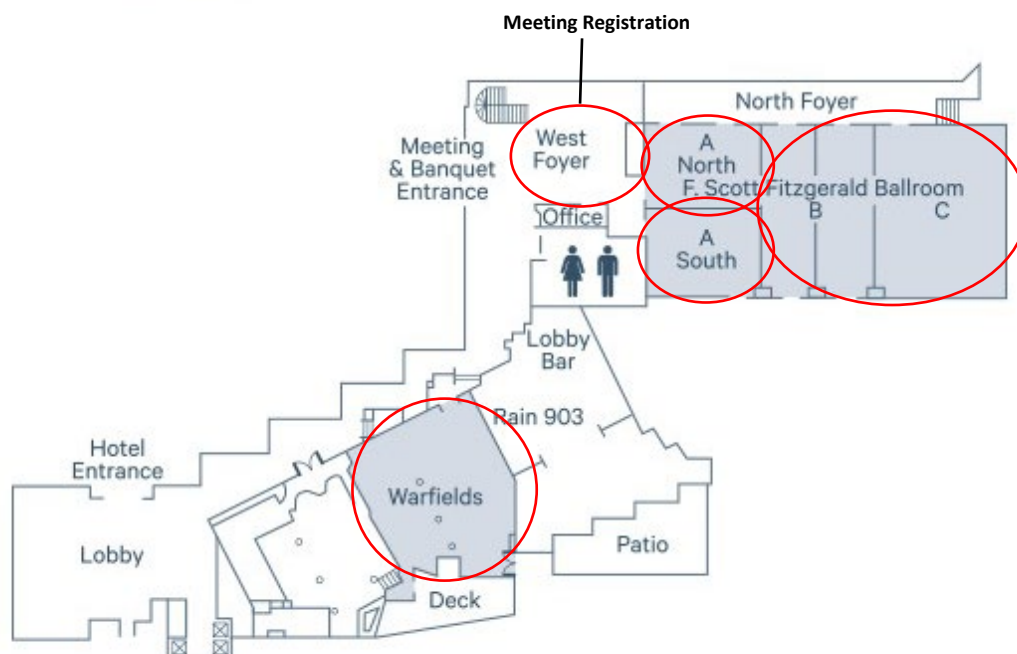 Meeting Registration
North Foyer
West
Foyer
A
North
Meeting
& Banquet
Entrance
F. Scott Fitzgerald Ballroom
B
C
Office
A
South
Lobby
Bar
Rain 903
Hotel
Entrance
Warfields
Lobby
Patio
Deck